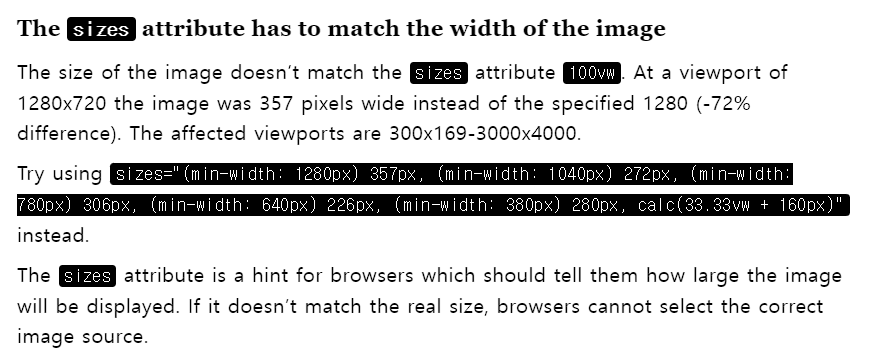 The sizes attribute has to match the width of the image
The size of the image doesn't match the sizes attribute 100vw. At a viewport of
1280x720 the image was 357 pixels wide instead of the specified 1280 (-72%
difference). The affected viewports are 300x169-3000x4000.
Try using sizes="(min-width: 1280px) 357px, (min-width: 1040px) 272px, (min-width:
780px) 306px, (min-width: 640px) 226px, (min-width: 380px) 280px, calc(33.33vw + 160px)"
instead.
The sizes attribute is a hint for browsers which should tell them how large the image
will be displayed. If it doesn't match the real size, browsers cannot select the correct
image source.